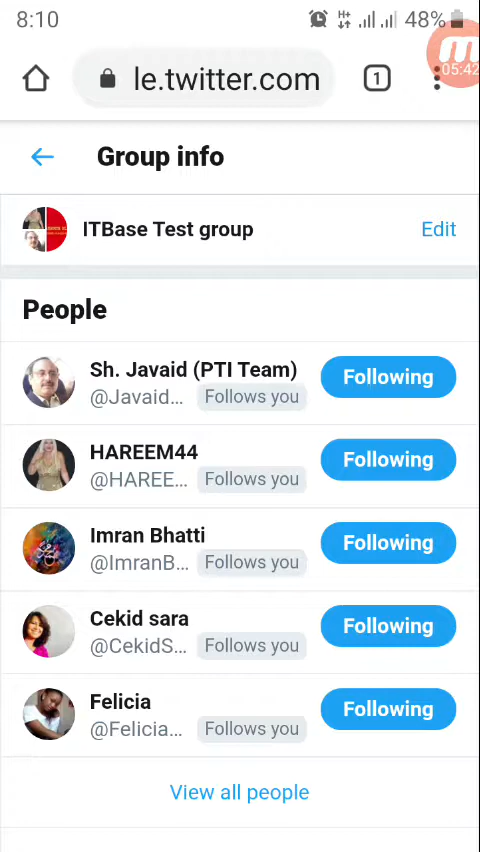 8:10
H+
48%
05:42
le.twitter.com
1
Group info
ITBase Test group
Edit
People
Sh. Javaid (PTI Team)
@Javaid...
Follows you
Following
HAREEM44
@HAREE...
Follows you
Following
Imran Bhatti
@ImranB...
Follows you
Following
Cekid sara
@CekidS...
Follows you
Following
Felicia
@Felicia...
Follows you
Following
View all people